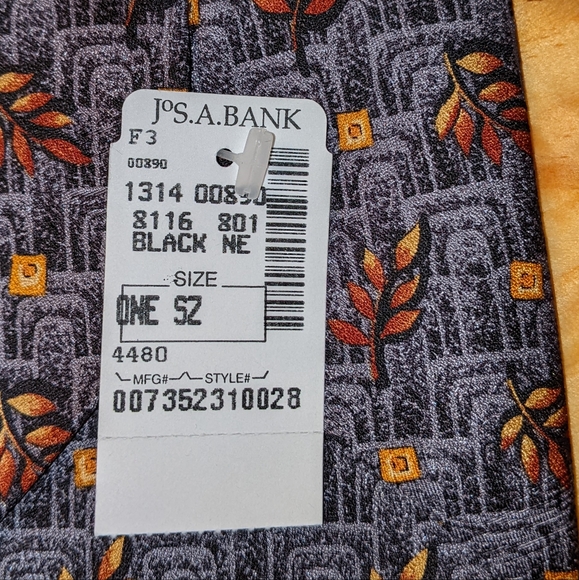 JOS.A.BANK
F3
00890
1314 00890
8116 801
BLACK NE
SIZE
ONE SZ
4480
MFG# STYLE#
007352310028